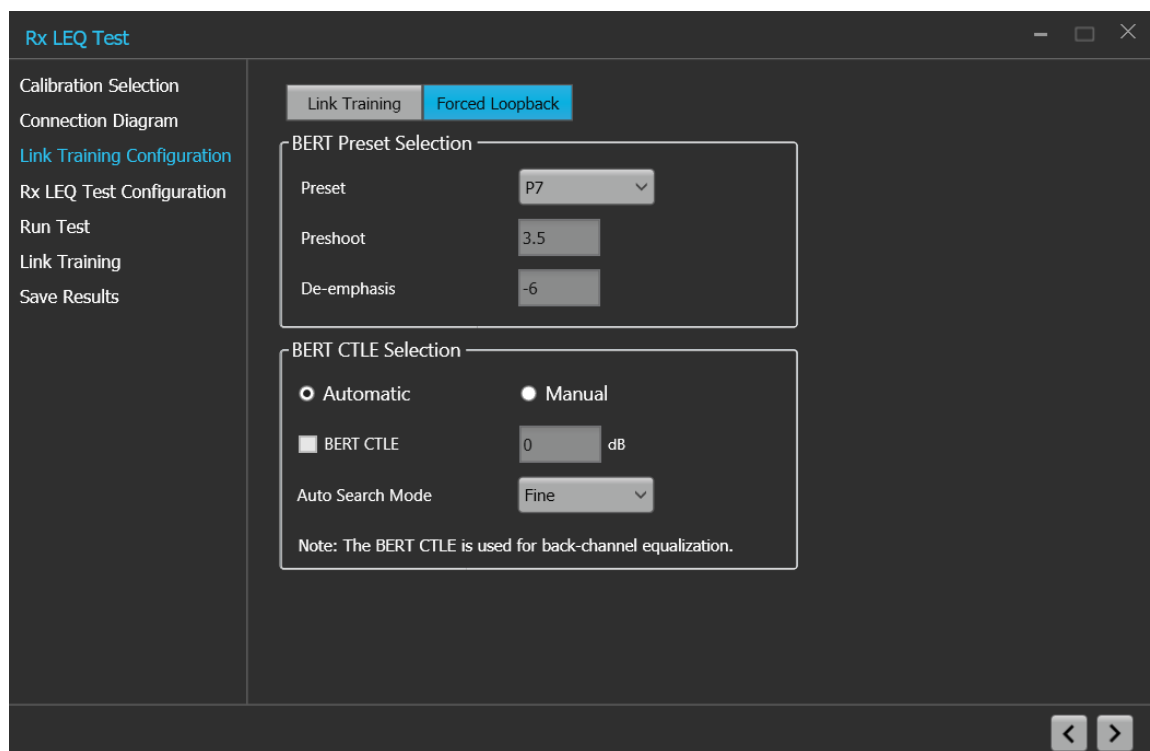 Rx LEQ Test
Calibration Selection
Connection Diagram
Link Training Configuration
Rx LEQ Test Configuration
Run Test
Link Training
Save Results
Link Training Forced Loopback
BERT Preset Selection
Preset P7
Preshoot 3.5
De-emphasis -6
BERT CTLE Selection
Automatic Manual
BERT CTLE 0 dB
Auto Search Mode Fine
Note: The BERT CTLE is used for back-channel equalization.